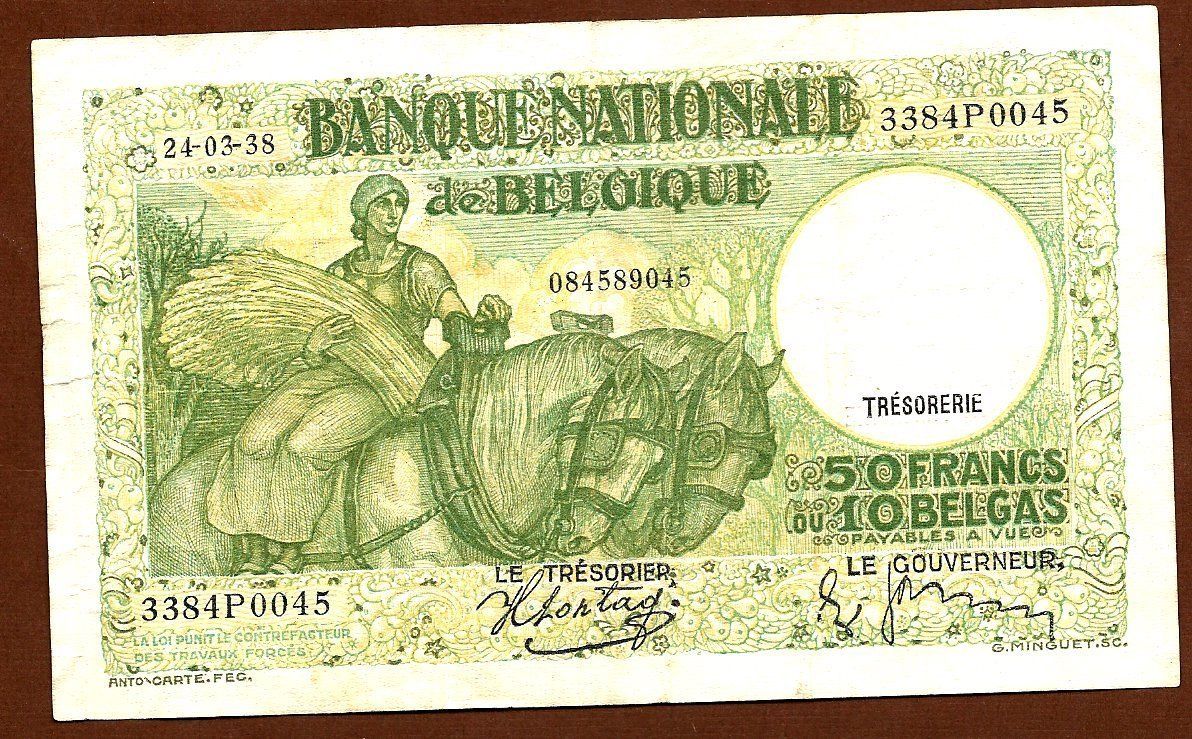 BANQUE NATIONALE
24-03-38
3384P0045
de BELGIQUE
084589045
TRÉSORERIE
50 FRANCS
OU 10 BELGAS
PAYABLES A VUE
LE TRÉSORIER,
LE GOUVERNEUR,
3384P0045
LA LOI PUNIT LE CONTREFACTEUR
DES TRAVAUX FORCÉS
G.MINGUET.SC.
ANTO-CARTE.FEC.